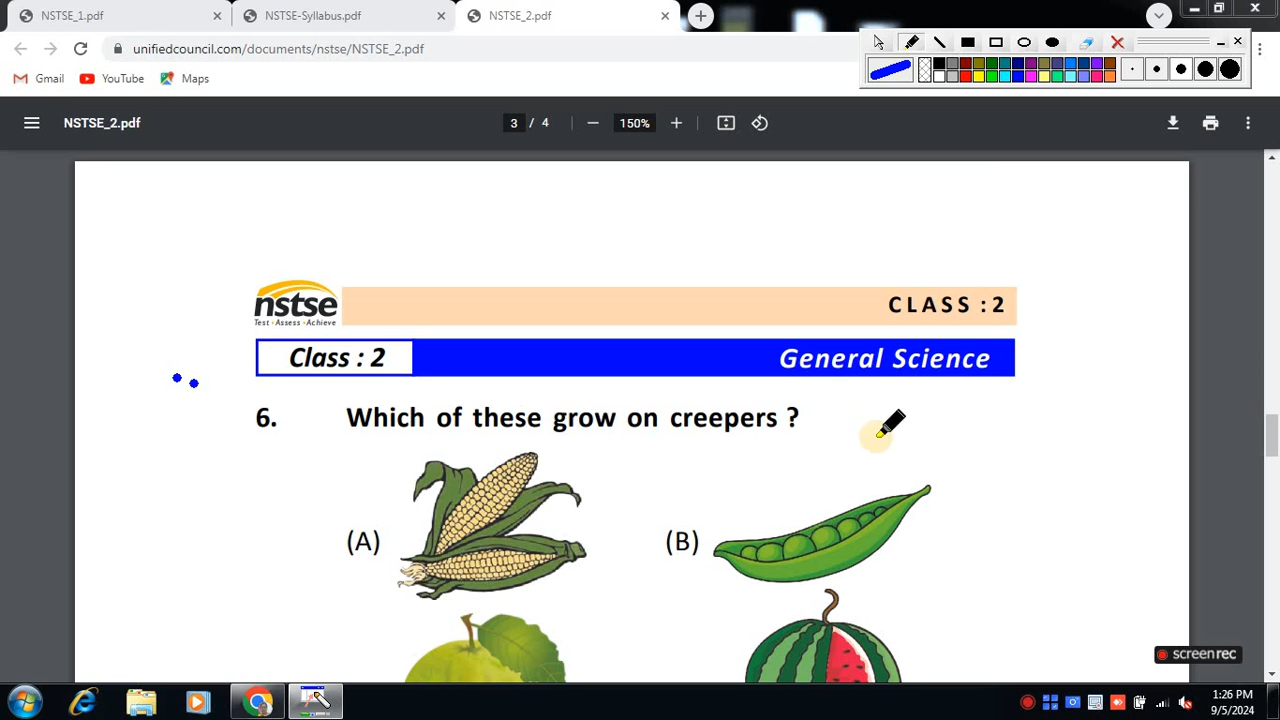 NSTSE_1.pdf
NSTSE-Syllabus.pdf
NSTSE_2.pdf
unifiedcouncil.com/documents/nstse/NSTSE_2.pdf
Gmail
YouTube
Maps
NSTSE_2.pdf
3 / 4
150%
nstse
Test • Assess • Achieve
CLASS : 2
Class : 2
General Science
6. Which of these grow on creepers ?
(A)
(B)
screenrec
1:26 PM
9/5/2024